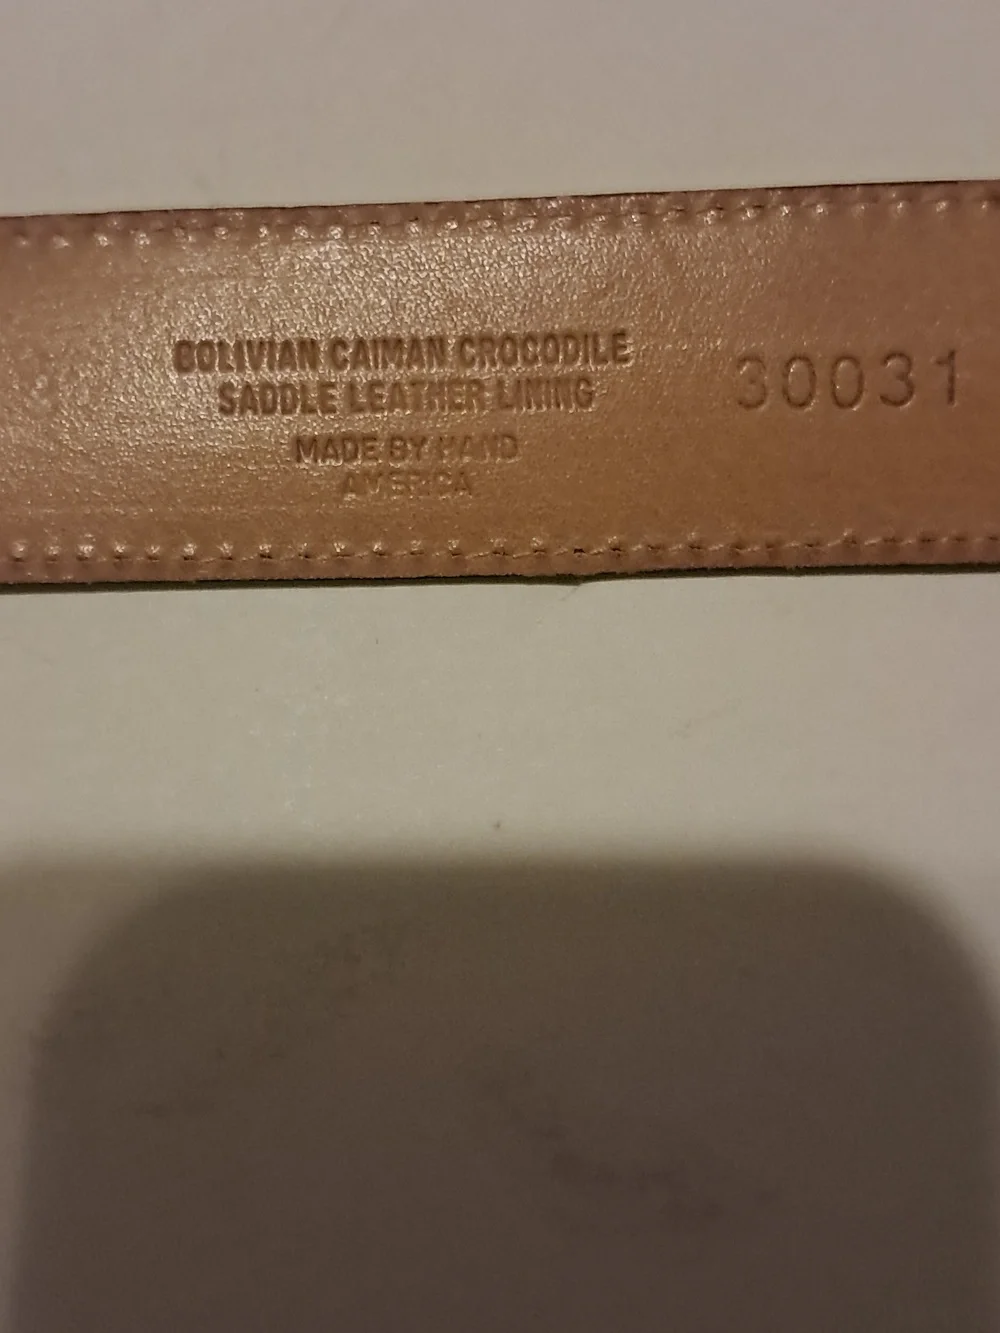 BOLIVIAN CAIMAN CROCODILE
SADDLE LEATHER LINING
MADE BY HAND
AMERICA
30031